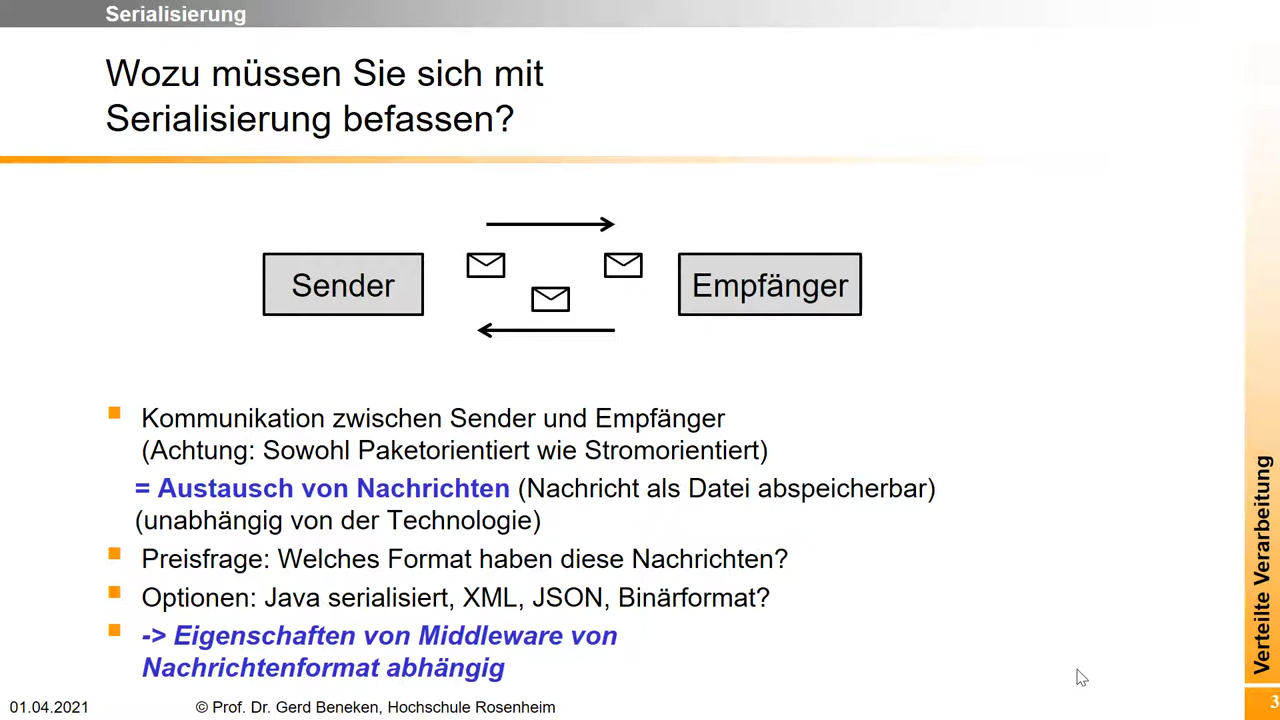 Serialisierung
Wozu müssen Sie sich mit
Serialisierung befassen?
Sender
Empfänger
Kommunikation zwischen Sender und Empfänger
(Achtung: Sowohl Paketorientiert wie Stromorientiert)
= Austausch von Nachrichten (Nachricht als Datei abspeicherbar)
(unabhängig von der Technologie)
Preisfrage: Welches Format haben diese Nachrichten?
Optionen: Java serialisiert, XML, JSON, Binärformat?
-> Eigenschaften von Middleware von
Nachrichtenformat abhängig
Verteilte Verarbeitung
01.04.2021
© Prof. Dr. Gerd Beneken, Hochschule Rosenheim
3